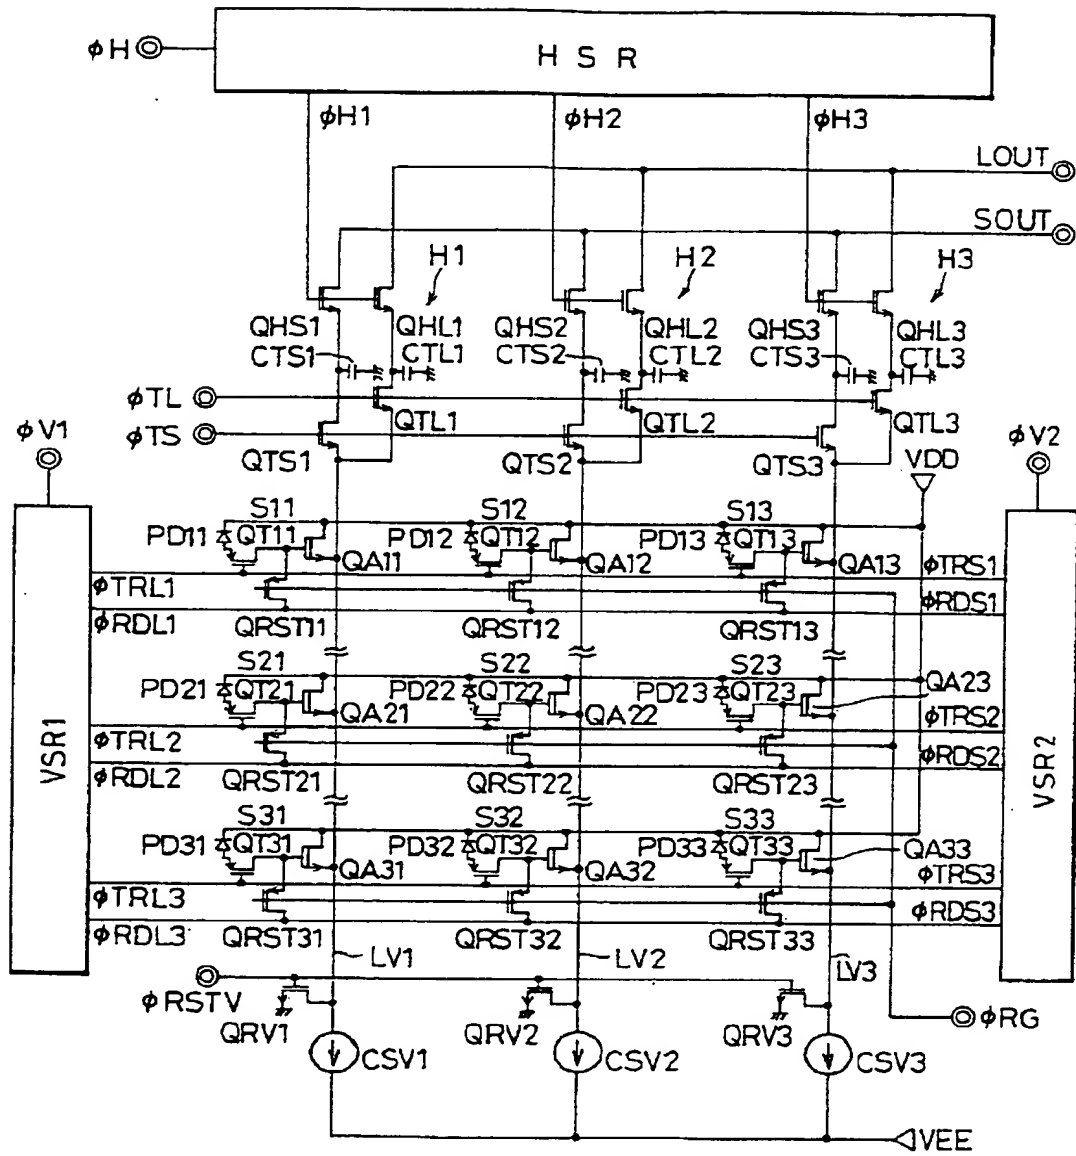 φH
H S R
φH1
φH2
φH3
LOUT
SOUT
H1
H2
H3
QHS1
QHL1
QHS2
QHL2
QHS3
QHL3
CTS1
CTL1
CTS2
CTL2
CTS3
CTL3
φTL
QTL1
QTL2
QTL3
φV1
φTS
QTS1
QTS2
QTS3
φV2
VDD
S11
S12
S13
PD11
QT11
PD12
QT12
PD13
QT13
QA11
QA12
QA13
φTRS1
φTRL1
φRDS1
φRDL1
QRST11
QRST12
QRST13
S21
S22
S23
PD21
QT21
PD22
QT22
PD23
QT23
QA23
QA21
QA22
φTRS2
VSR1
φTRL2
φRDS2
VSR2
φRDL2
QRST21
QRST22
QRST23
S31
S32
S33
PD31
QT31
PD32
QT32
PD33
QT33
QA33
QA31
QA32
φTRS3
φTRL3
φRDS3
φRDL3
QRST31
QRST32
QRST33
LV1
LV2
LV3
φRSTV
QRV1
QRV2
QRV3
φRG
CSV1
CSV2
CSV3
VEE